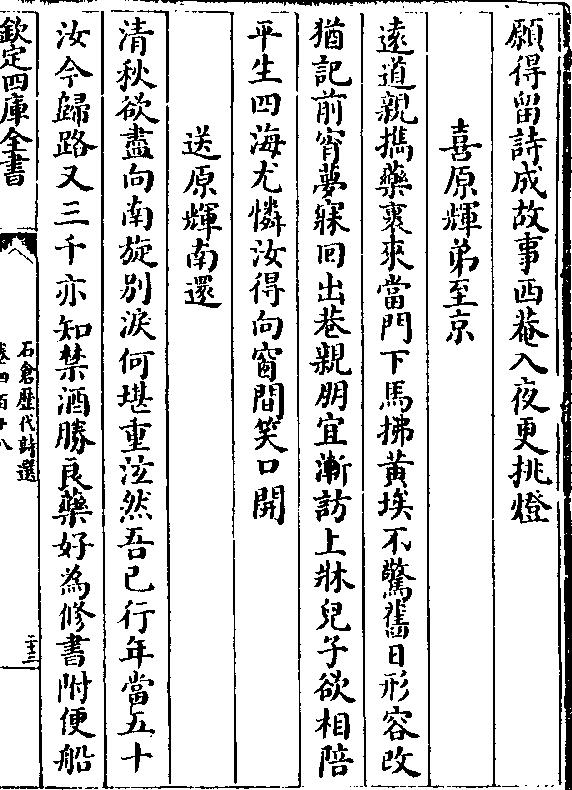 願得留詩成故事西菴入夜更挑燈
喜原輝弟至京
遠道親攜藥裹來當門下馬拂黃埃不驚舊日形容改
猶記前宵夢寐回出巷親朋宜漸訪上牀兒子欲相陪
平生四海尤憐汝得向窗間笑口開
送原輝南還
清秋欲盡向南旋別淚何堪重泣然吾已行年當五十
汝今歸路又三千亦知禁酒勝良藥好為修書附便船
欽定四庫全書
石倉歷代詩選
卷四百十八
二十三